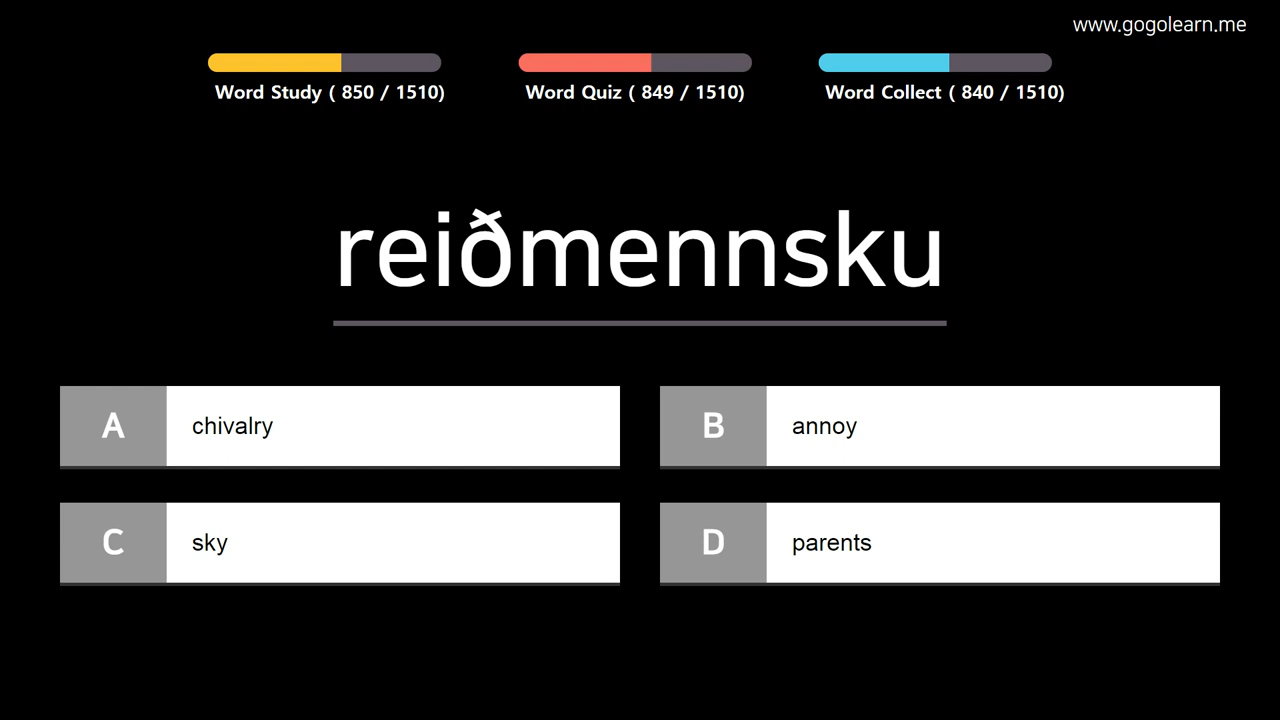 www.gogolearn.me
Word Study ( 850 / 1510)
Word Quiz ( 849 / 1510)
Word Collect ( 840 / 1510)
reiðmennsku
A chivalry
B annoy
C sky
D parents